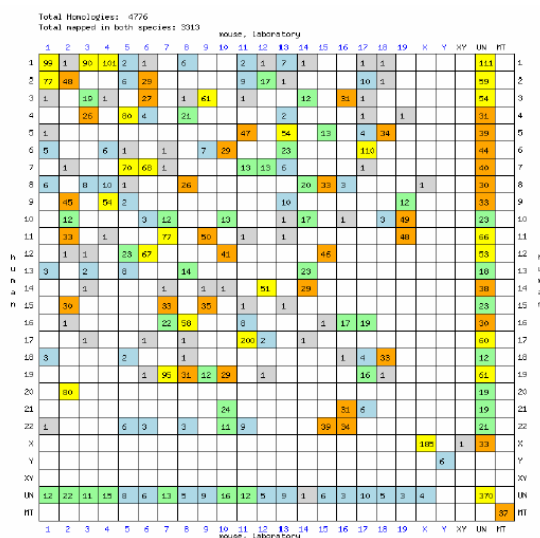 Total Homologies: 4776
Total mapped in both species: 3313
mouse, laboratory
1 2 3 4 5 6 7 8 9 10 11 12 13 14 15 16 17 18 19 X Y XY UN MT
1 99 1 90 101 2 1 6 2 1 7 1 1 1 111 1
2 77 48 6 29 9 17 1 10 1 59 2
3 1 19 1 27 1 61 1 14 31 1 54 3
4 26 80 4 21 2 1 1 31 4
5 1 47 54 15 4 34 39 5
6 5 6 1 1 7 29 23 110 44 6
7 1 70 68 1 13 13 6 1 40 7
8 6 8 10 1 26 20 33 3 1 30 8
9 45 54 2 10 12 33 9
10 12 3 12 13 1 17 1 3 49 23 10
11 33 1 77 50 1 1 48 66 11
12 1 1 23 67 41 46 53 12
13 3 2 8 14 23 18 13
14 1 1 1 1 51 29 38 14
15 30 33 35 1 1 23 15
16 1 22 58 8 1 17 19 30 16
17 1 1 1 200 2 1 60 17
18 3 2 1 1 4 33 12 18
19 1 95 31 12 29 1 16 1 61 19
20 80 19 20
21 24 31 6 19 21
22 1 6 3 3 11 9 39 34 21 22
X 185 1 33 X
Y 6 Y
XY XY
UN 12 22 11 15 8 6 13 5 9 16 12 5 9 1 6 3 10 5 3 4 370 UN
MT 37 MT
1 2 3 4 5 6 7 8 9 10 11 12 13 14 15 16 17 18 19 X Y XY UN MT
mouse, laboratory
human